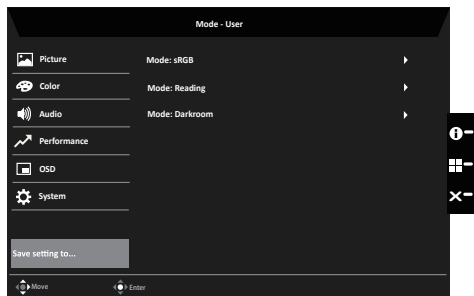 Mode - User
Picture
Mode: sRGB
Color
Mode: Reading
Audio
Mode: Darkroom
Performance
OSD
System
Save setting to...
Move
Enter